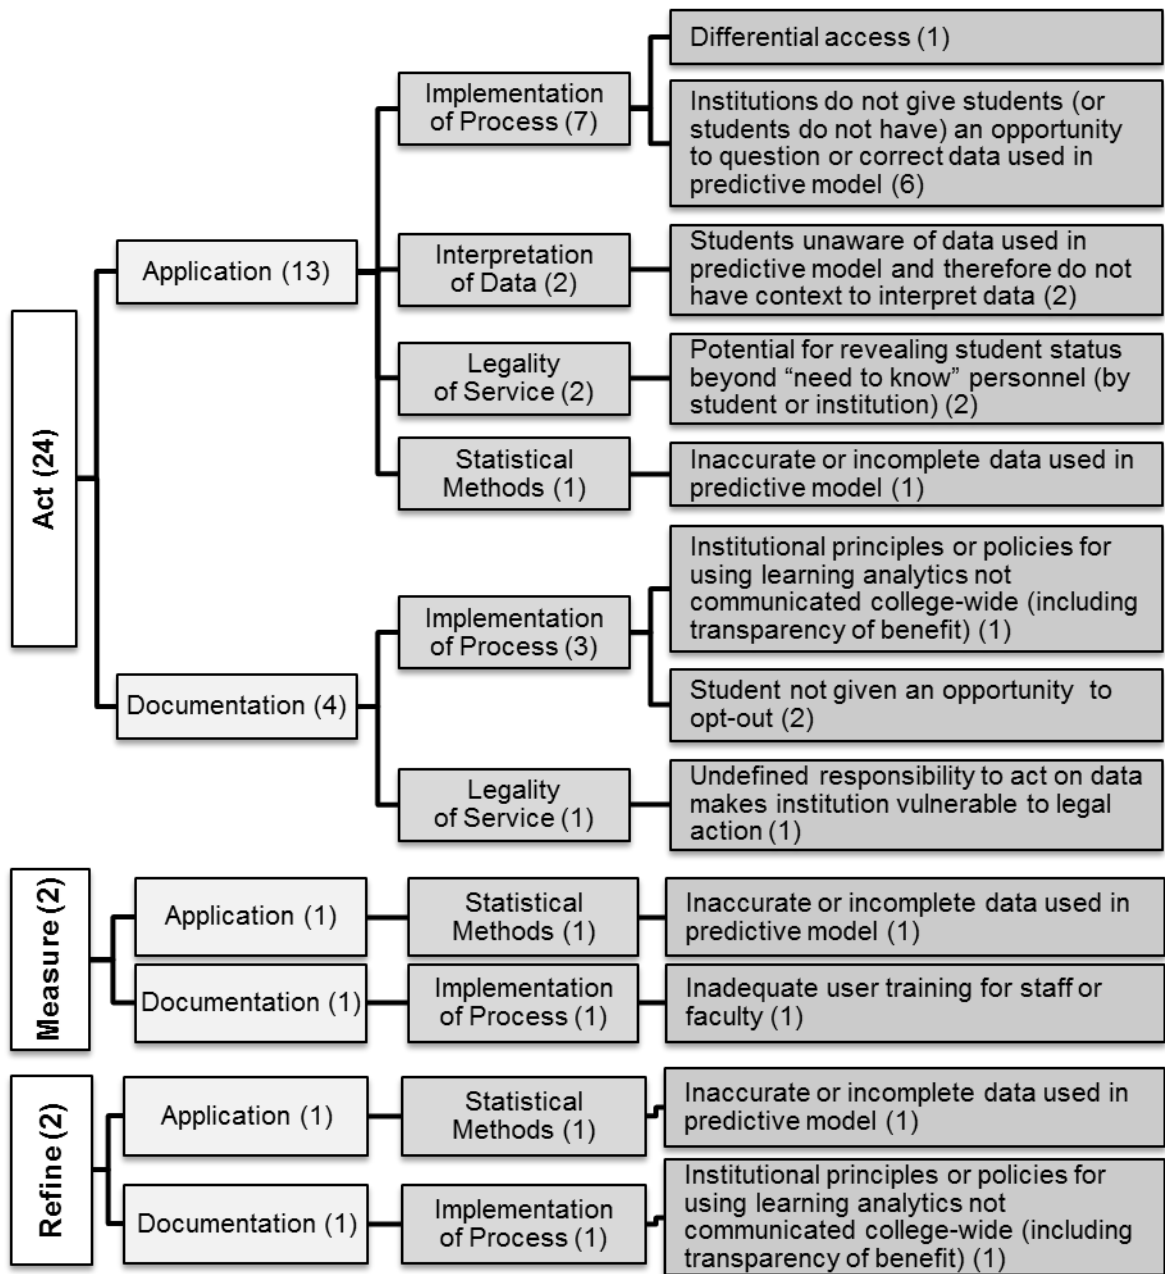 Act (24)
Application (13)
Implementation
of Process (7)
Differential access (1)
Institutions do not give students (or
students do not have) an opportunity
to question or correct data used in
predictive model (6)
Interpretation
of Data (2)
Students unaware of data used in
predictive model and therefore do not
have context to interpret data (2)
Legality
of Service (2)
Potential for revealing student status
beyond “need to know” personnel (by
student or institution) (2)
Statistical
Methods (1)
Inaccurate or incomplete data used in
predictive model (1)
Documentation (4)
Implementation
of Process (3)
Institutional principles or policies for
using learning analytics not
communicated college-wide (including
transparency of benefit) (1)
Student not given an opportunity to
opt-out (2)
Legality
of Service (1)
Undefined responsibility to act on data
makes institution vulnerable to legal
action (1)
Measure (2)
Application (1)
Statistical
Methods (1)
Inaccurate or incomplete data used in
predictive model (1)
Documentation (1)
Implementation
of Process (1)
Inadequate user training for staff or
faculty (1)
Refine (2)
Application (1)
Statistical
Methods (1)
Inaccurate or incomplete data used in
predictive model (1)
Documentation (1)
Implementation
of Process (1)
Institutional principles or policies for
using learning analytics not
communicated college-wide (including
transparency of benefit) (1)